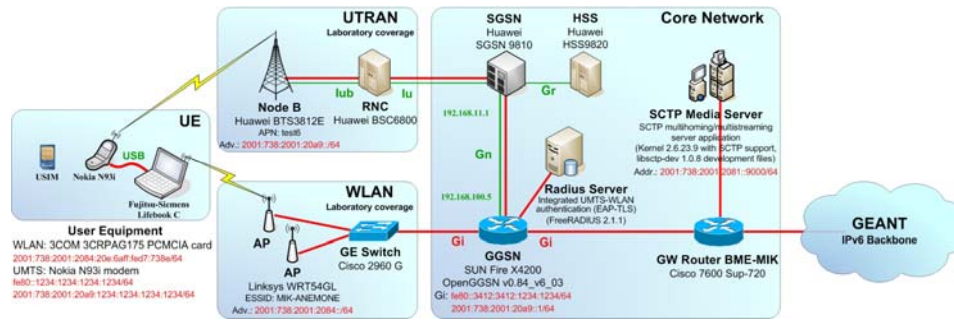 UE
USIM
Nokia N93i
USB
Fujitsu-Siemens
Lifebook C
User Equipment
WLAN: 3COM 3CRPAG175 PCMCIA card
2001:738:2001:2084:20e:6aff:fed7:738e/64
UMTS: Nokia N93i modem
fe80::1234:1234:1234:1234/64
2001:738:2001:20a9:1234:1234:1234:1234/64
UTRAN
Laboratory coverage
Iub
Iu
Node B
Huawei BTS3812E
APN: test6
Adv.: 2001:738:2001:20a9::/64
RNC
Huawei BSC6800
WLAN
Laboratory coverage
AP
AP
GE Switch
Cisco 2960 G
Linksys WRT54GL
ESSID: MIK-ANEMONE
Adv.: 2001:738:2001:2084::/64
Core Network
SGSN
Huawei
SGSN 9810
HSS
Huawei
HSS9820
Gr
192.168.11.1
Gn
192.168.100.5
Radius Server
Integrated UMTS-WLAN
authentication (EAP-TLS)
(FreeRADIUS 2.1.1)
Gi
Gi
GGSN
SUN Fire X4200
OpenGGSN v0.84_v6_03
Gi: fe80::3412:3412:1234:1234/64
2001:738:2001:20a9::1/64
SCTP Media Server
SCTP multihoming/multistreaming
server application
(Kernel 2.6.23.9 with SCTP support,
libsctp-dev 1.0.8 development files)
Addr.: 2001:738:2001:2081::9000/64
GW Router BME-MIK
Cisco 7600 Sup-720
GEANT
IPv6 Backbone